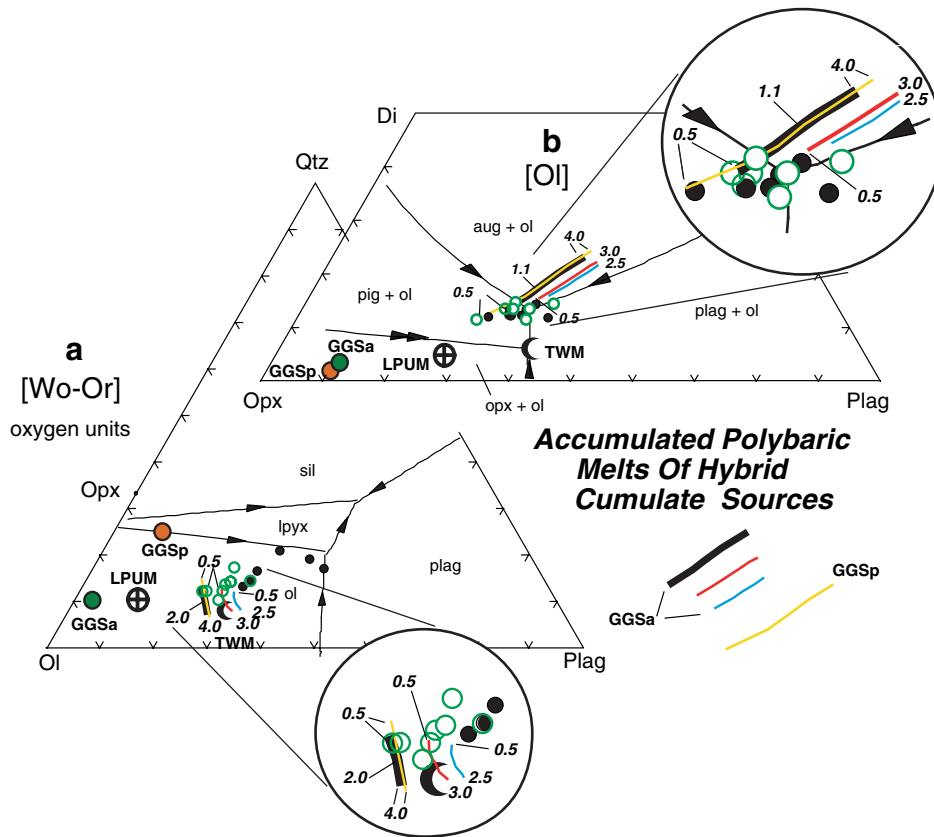 4.0
3.0
2.5
1.1
0.5
0.5
Di
b
[Ol]
Qtz
aug + ol
4.0
3.0
2.5
1.1
0.5
0.5
pig + ol
plag + ol
a
[Wo-Or]
oxygen units
GGSa
GGSp
LPUM
TWM
Opx
opx + ol
Plag
Accumulated Polybaric
Melts Of Hybrid
Cumulate Sources
Opx
sil
lpyx
GGSp
plag
GGSp
GGSa
LPUM
GGSa
0.5
ol
0.5
2.5
2.0
3.0
4.0
TWM
Ol
Plag
0.5
0.5
0.5
2.0
2.5
3.0
4.0